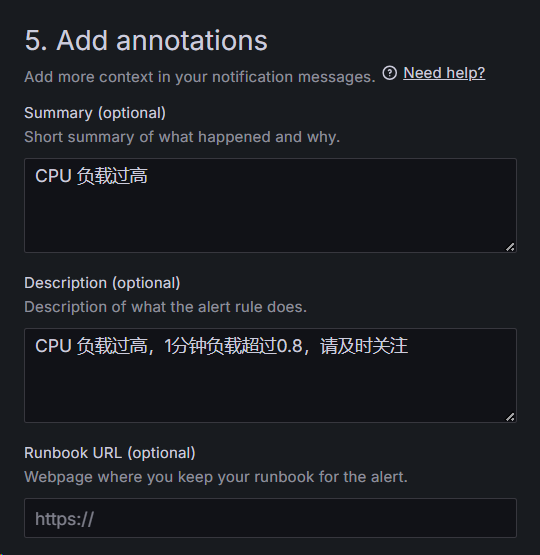 5. Add annotations
Add more context in your notification messages. Need help?
Summary (optional)
Short summary of what happened and why.
CPU 负载过高
Description (optional)
Description of what the alert rule does.
CPU 负载过高，1分钟负载超过0.8，请及时关注
Runbook URL (optional)
Webpage where you keep your runbook for the alert.
https://